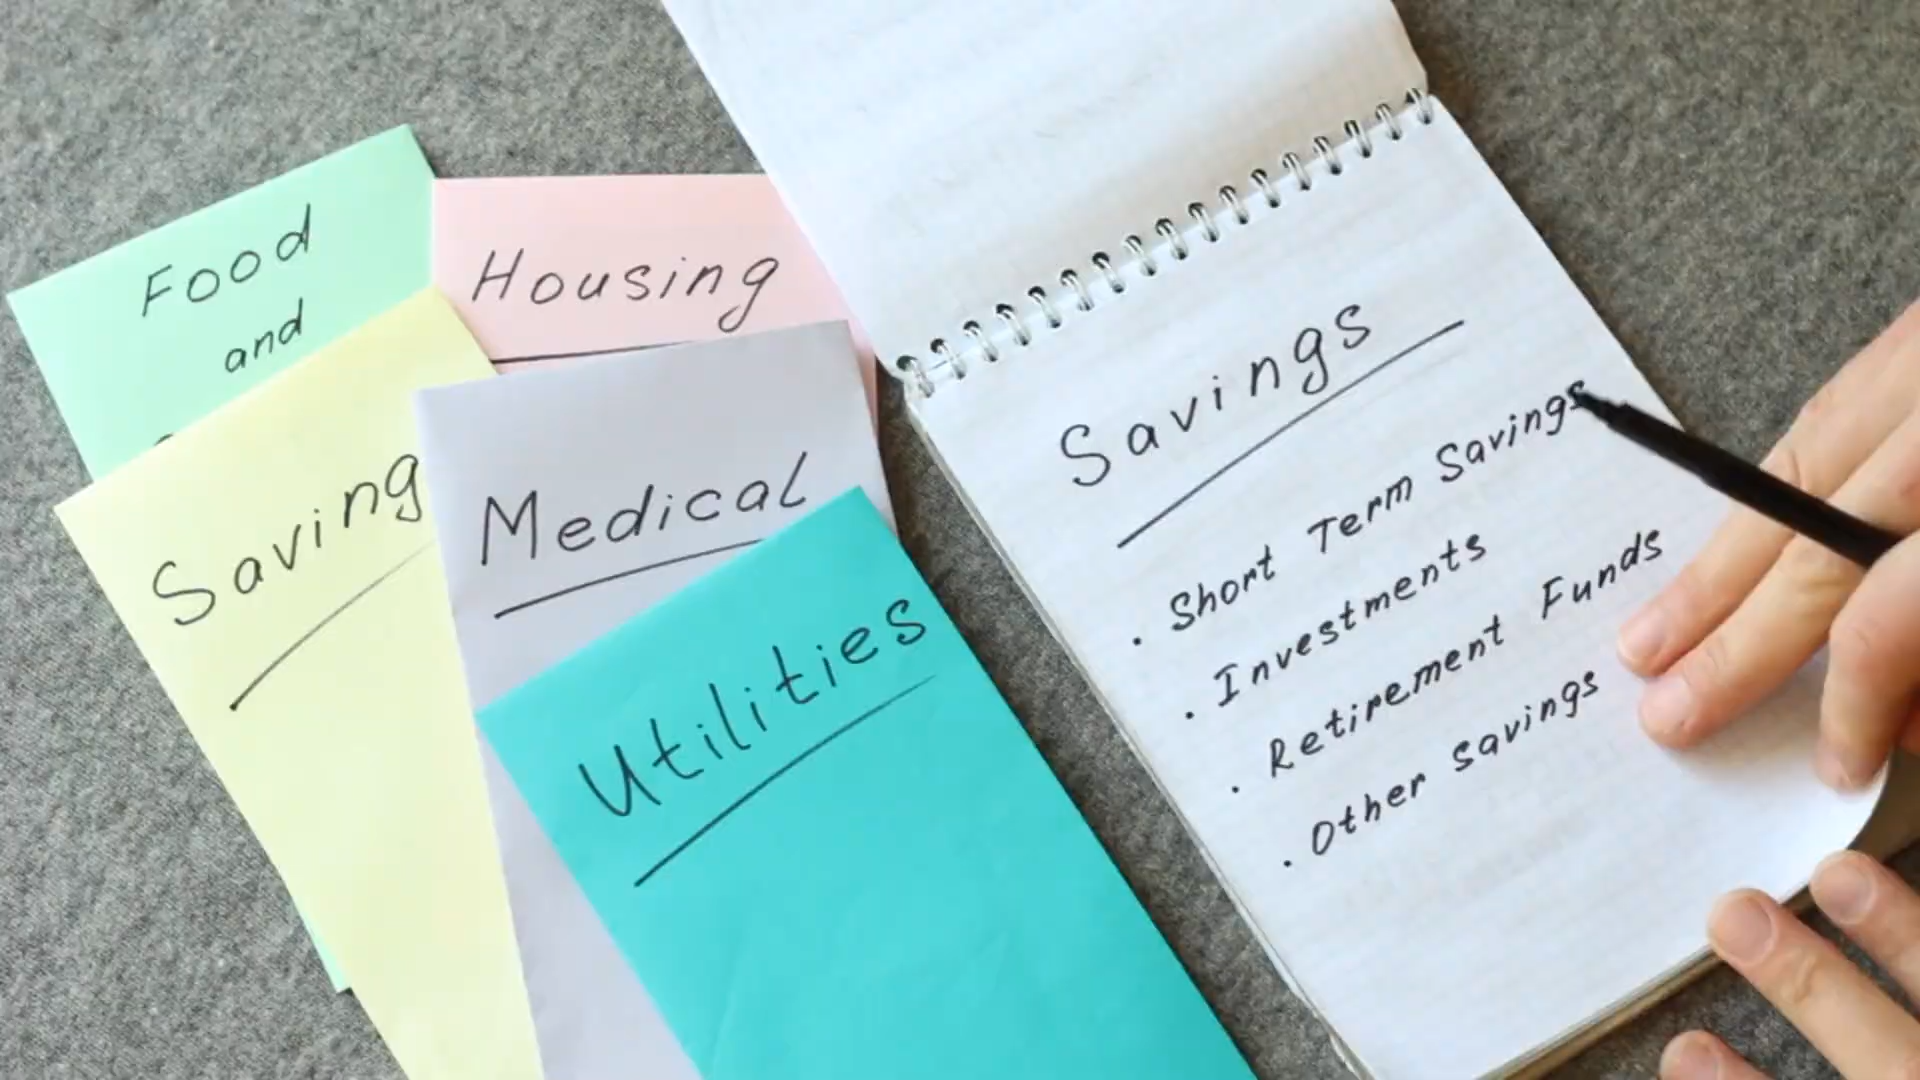 Food
and
Housing
Saving
Medical
Utilities
Savings
. Short Term Savings
. Investments
. Retirement Funds
. Other savings